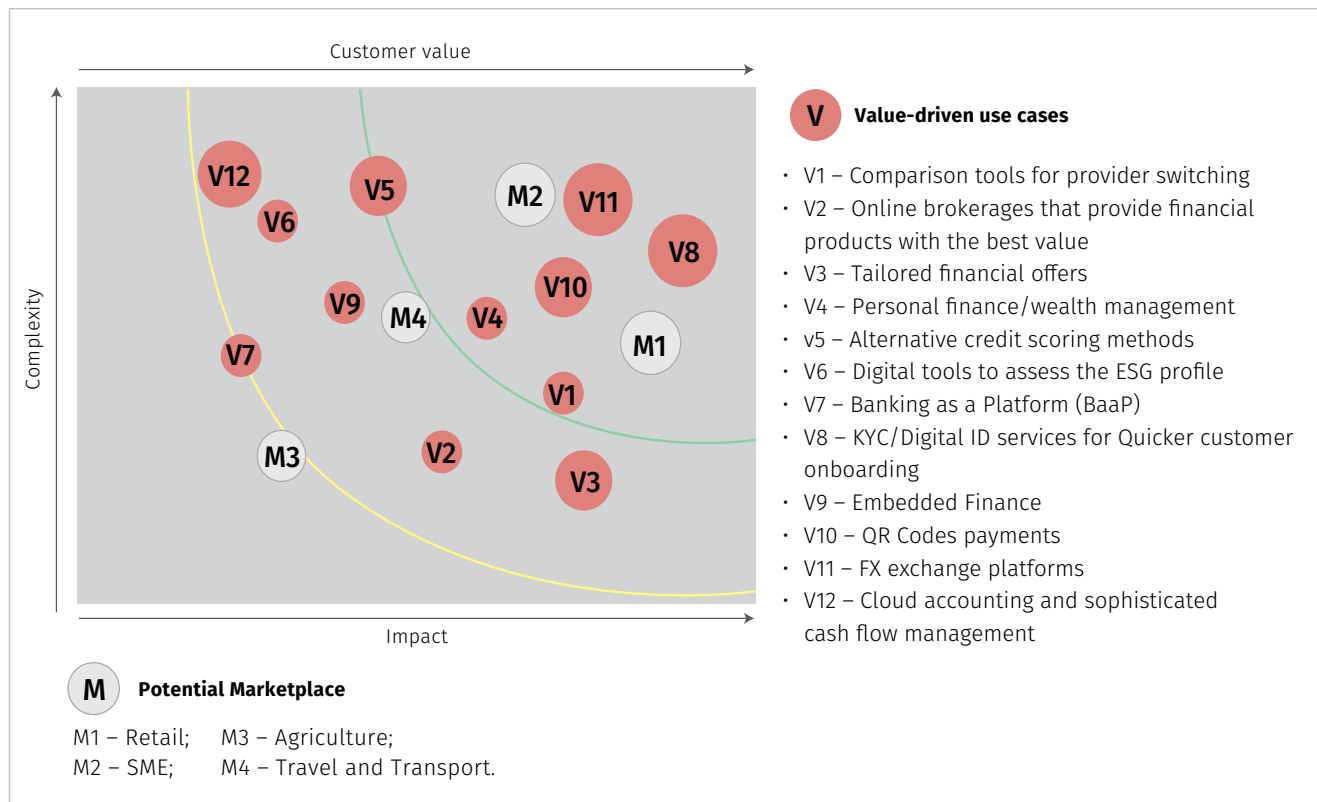 Customer value
Complexity
V12
V5
M2
V11
V6
V8
V10
V9
M4
V4
M1
V7
V1
M3
V2
V3
Impact
V Value-driven use cases
• V1 – Comparison tools for provider switching
• V2 – Online brokerages that provide financial
products with the best value
• V3 – Tailored financial offers
• V4 – Personal finance/wealth management
• v5 – Alternative credit scoring methods
• V6 – Digital tools to assess the ESG profile
• V7 – Banking as a Platform (BaaP)
• V8 – KYC/Digital ID services for Quicker customer
onboarding
• V9 – Embedded Finance
• V10 – QR Codes payments
• V11 – FX exchange platforms
• V12 – Cloud accounting and sophisticated
cash flow management
M Potential Marketplace
M1 – Retail; M3 – Agriculture;
M2 – SME; M4 – Travel and Transport.